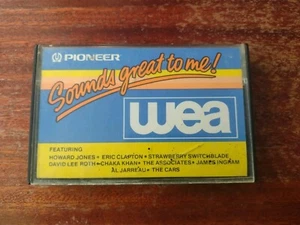 PIONEER
Sounds great to me!
wea
FEATURING
HOWARD JONES • ERIC CLAPTON • STRAWBERRY SWITCHBLADE
DAVID LEE ROTH • CHAKA KHAN • THE ASSOCIATES • JAMES INGRAM
AL JARREAU • THE CARS